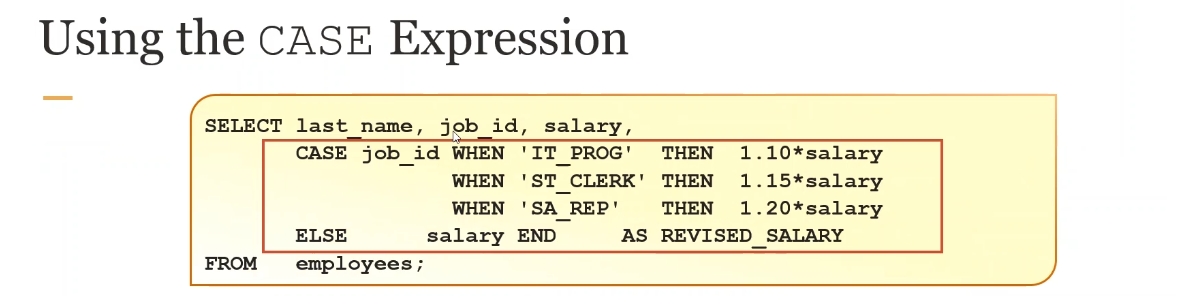 Using the CASE Expression
SELECT last_name, job_id, salary,
CASE job_id WHEN 'IT_PROG' THEN 1.10*salary
WHEN 'ST_CLERK' THEN 1.15*salary
WHEN 'SA_REP' THEN 1.20*salary
ELSE salary END AS REVISED_SALARY
FROM employees;